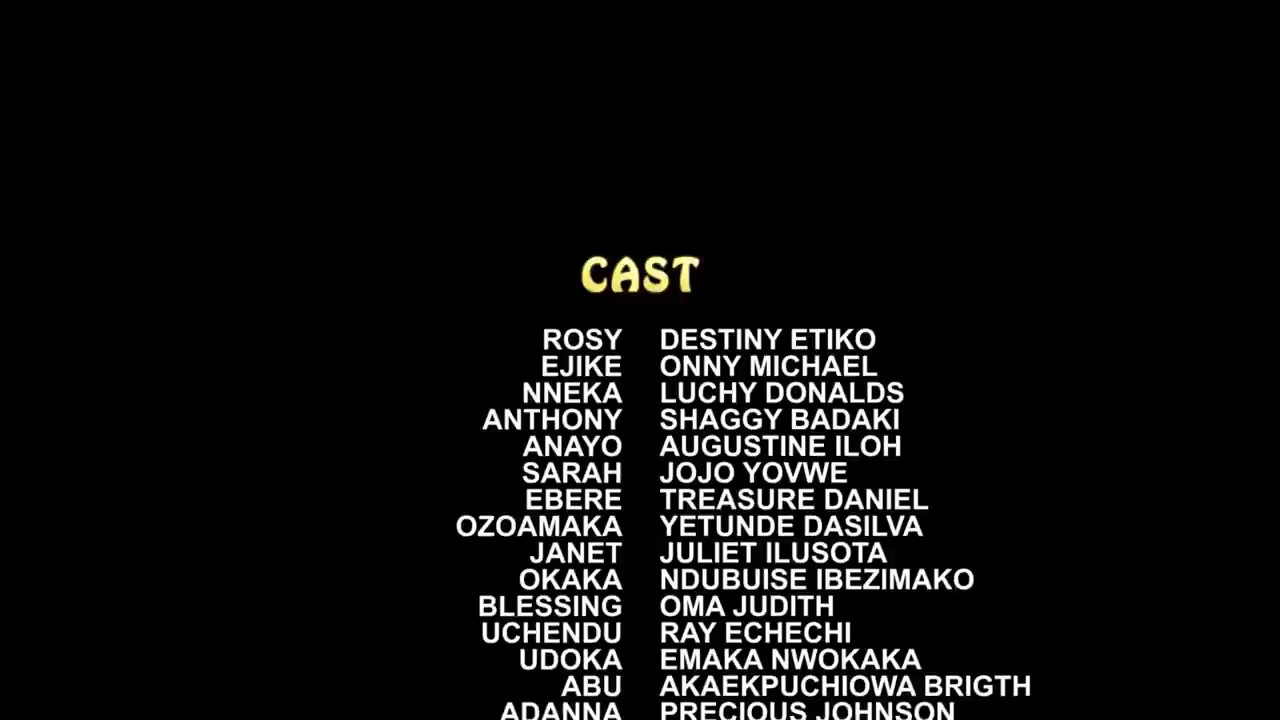 CAST
ROSY DESTINY ETIKO
EJIKE ONNY MICHAEL
NNEKA LUCHY DONALDS
ANTHONY SHAGGY BADAKI
ANAYO AUGUSTINE ILOH
SARAH JOJO YOVWE
EBERE TREASURE DANIEL
OZOAMAKA YETUNDE DASILVA
JANET JULIET ILUSOTA
OKAKA NDUBUISE IBEZIMAKO
BLESSING OMA JUDITH
UCHENDU RAY ECHECHI
UDOKA EMAKA NWOKAKA
ABU AKAEKPUCHIOWA BRIGTH
ADANNA PRECIOUS JOHNSON